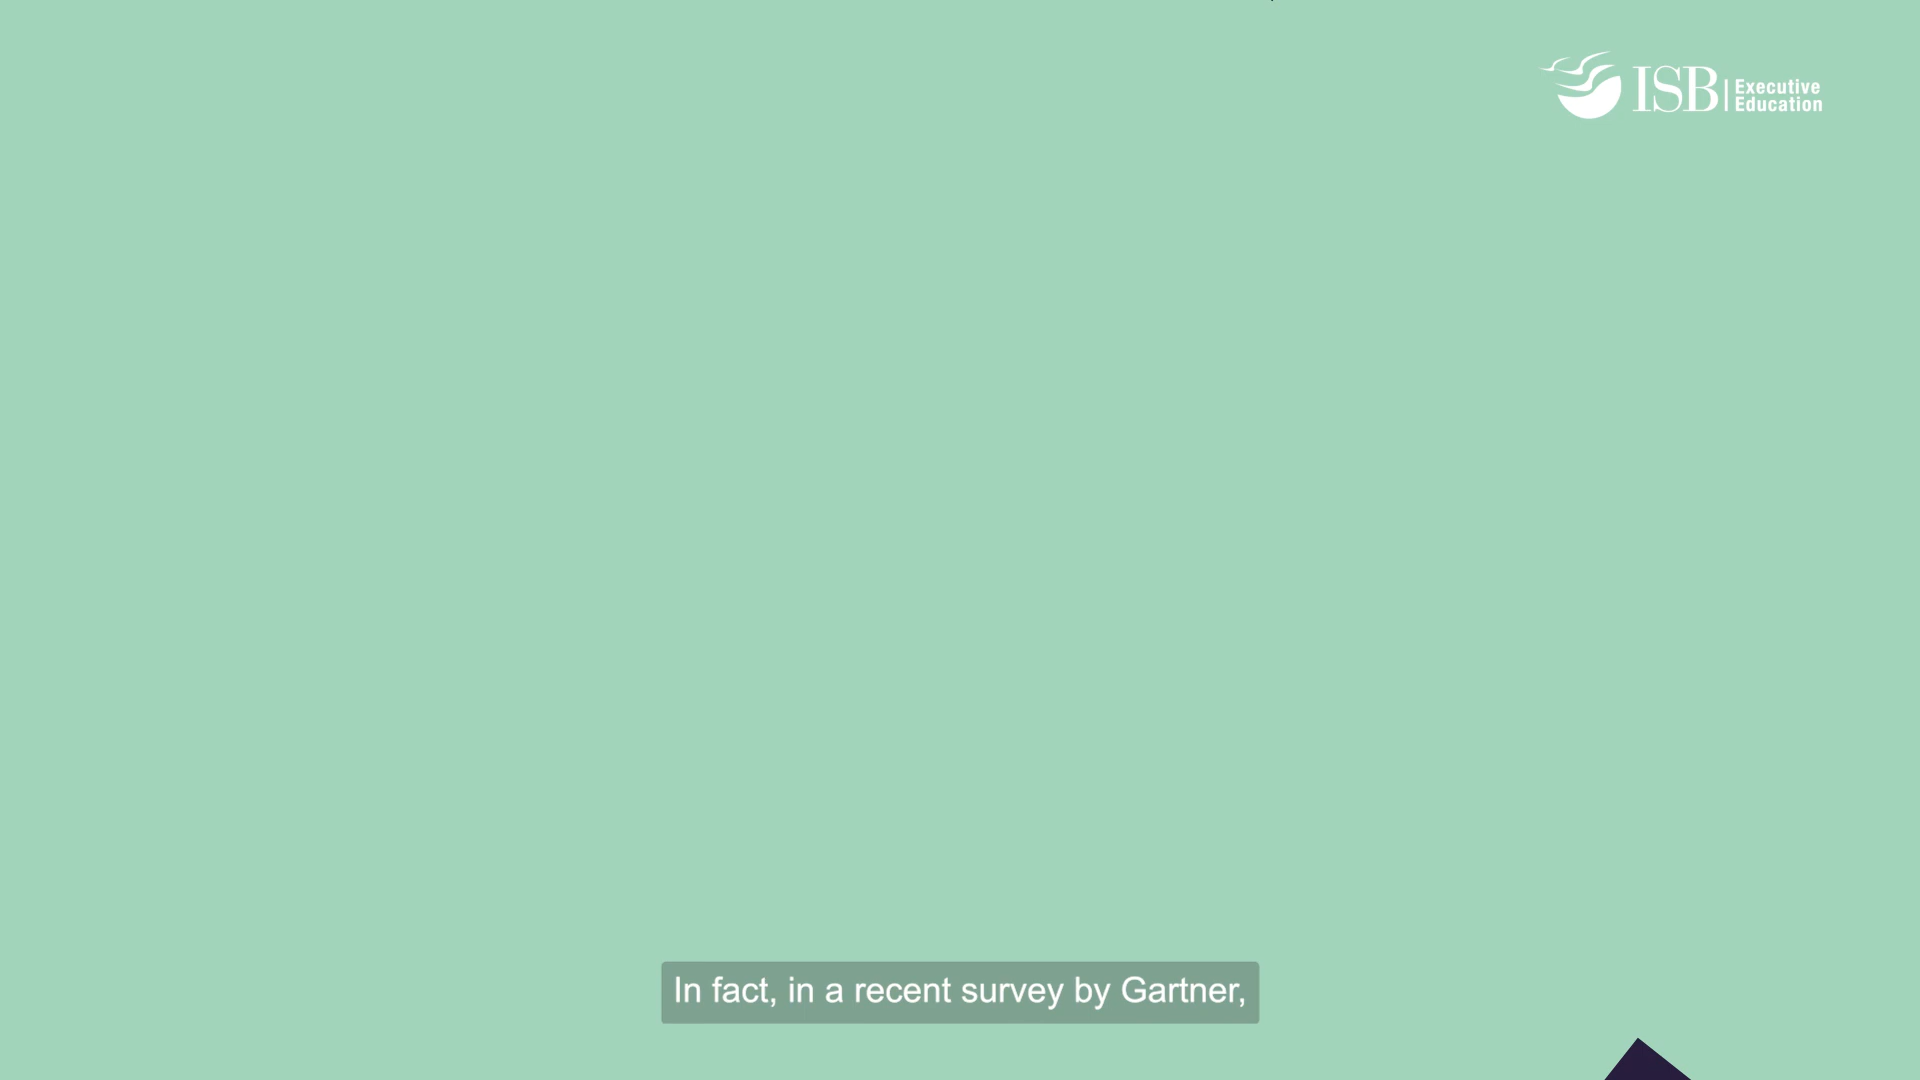 ISB
Executive
Education
In fact, in a recent survey by Gartner,